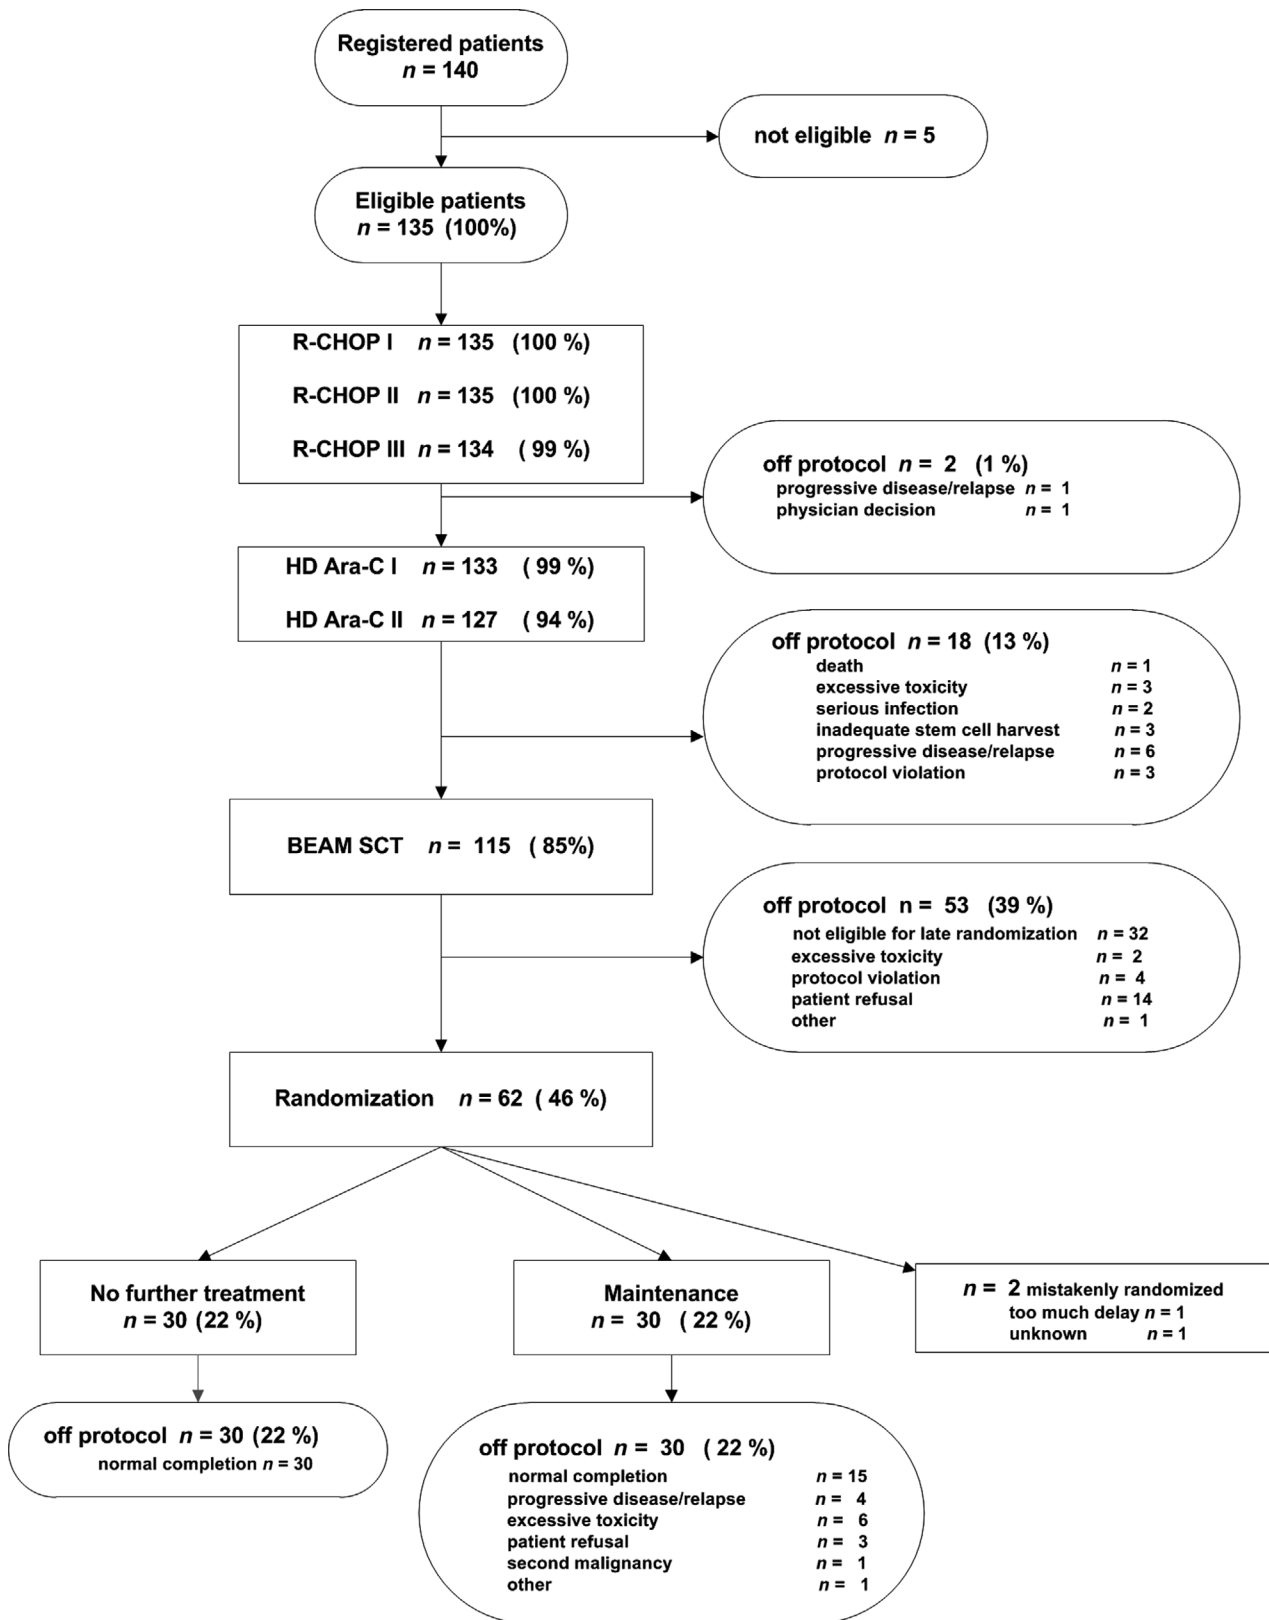 Registered patients
n = 140
not eligible n = 5
Eligible patients
n = 135 (100%)
R-CHOP I n = 135 (100 %)
R-CHOP II n = 135 (100 %)
R-CHOP III n = 134 ( 99 %)
off protocol n = 2 (1 %)
progressive disease/relapse n = 1
physician decision n = 1
HD Ara-C I n = 133 ( 99 %)
HD Ara-C II n = 127 ( 94 %)
off protocol n = 18 (13 %)
death n = 1
excessive toxicity n = 3
serious infection n = 2
inadequate stem cell harvest n = 3
progressive disease/relapse n = 6
protocol violation n = 3
BEAM SCT n = 115 ( 85%)
off protocol n = 53 (39 %)
not eligible for late randomization n = 32
excessive toxicity n = 2
protocol violation n = 4
patient refusal n = 14
other n = 1
Randomization n = 62 ( 46 %)
No further treatment
n = 30 (22 %)
Maintenance
n = 30 ( 22 %)
n = 2 mistakenly randomized
too much delay n = 1
unknown n = 1
off protocol n = 30 (22 %)
normal completion n = 30
off protocol n = 30 ( 22 %)
normal completion n = 15
progressive disease/relapse n = 4
excessive toxicity n = 6
patient refusal n = 3
second malignancy n = 1
other n = 1